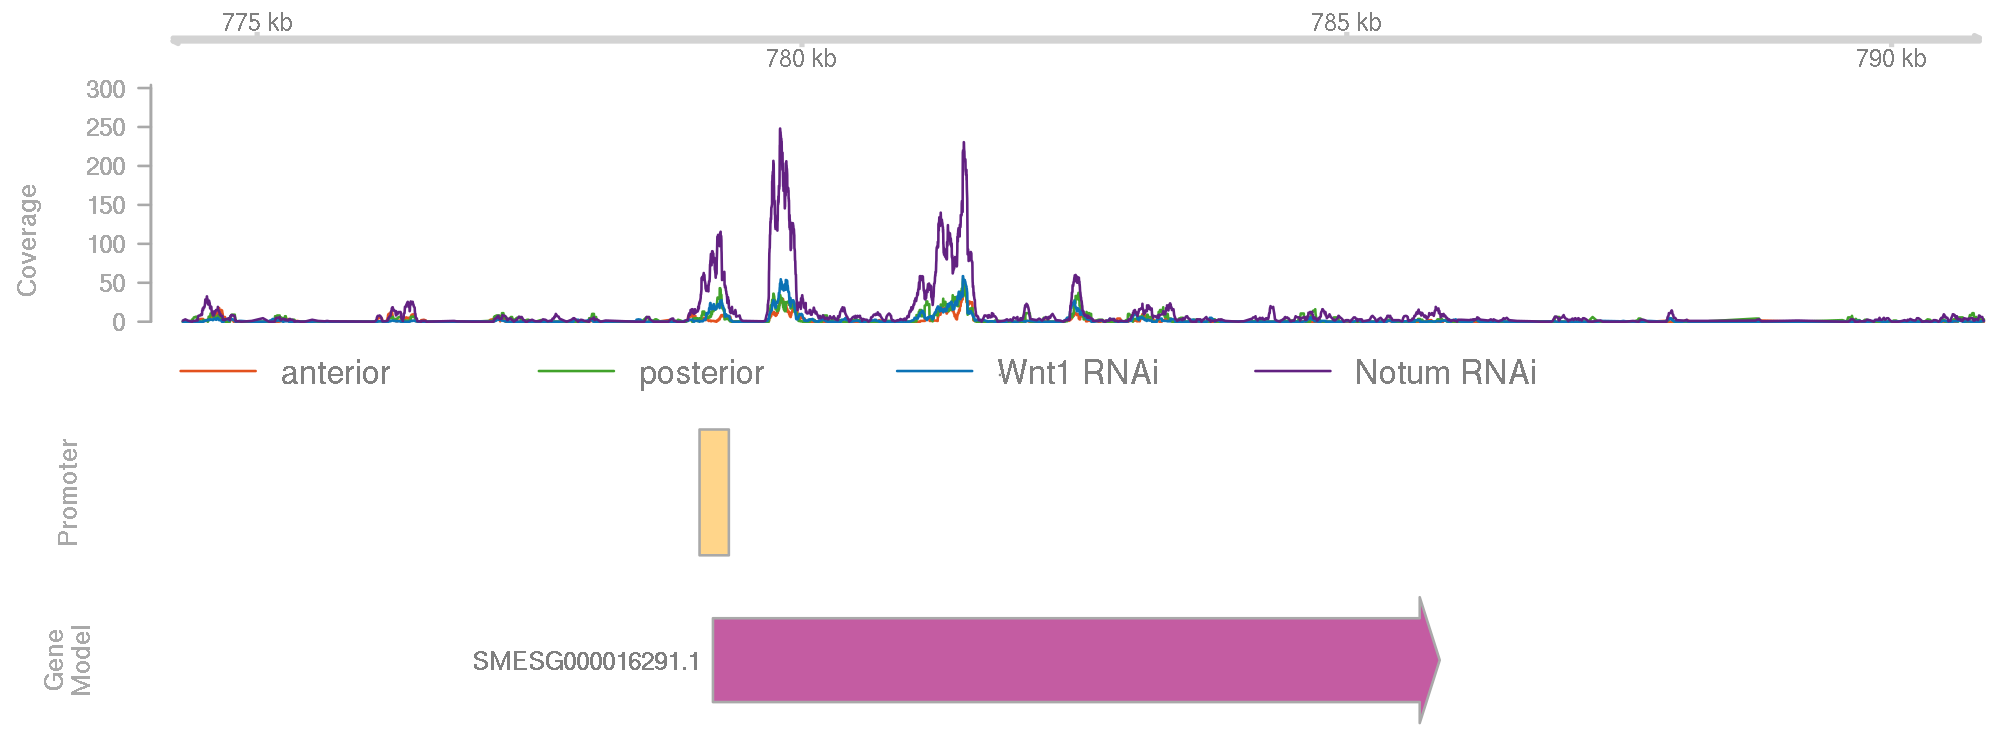 775 kb
785 kb
780 kb
790 kb
300
250
200
150
100
50
0
Coverage
anterior posterior Wnt1 RNAi Notum RNAi
Promoter
Gene
Model
SMESG000016291.1